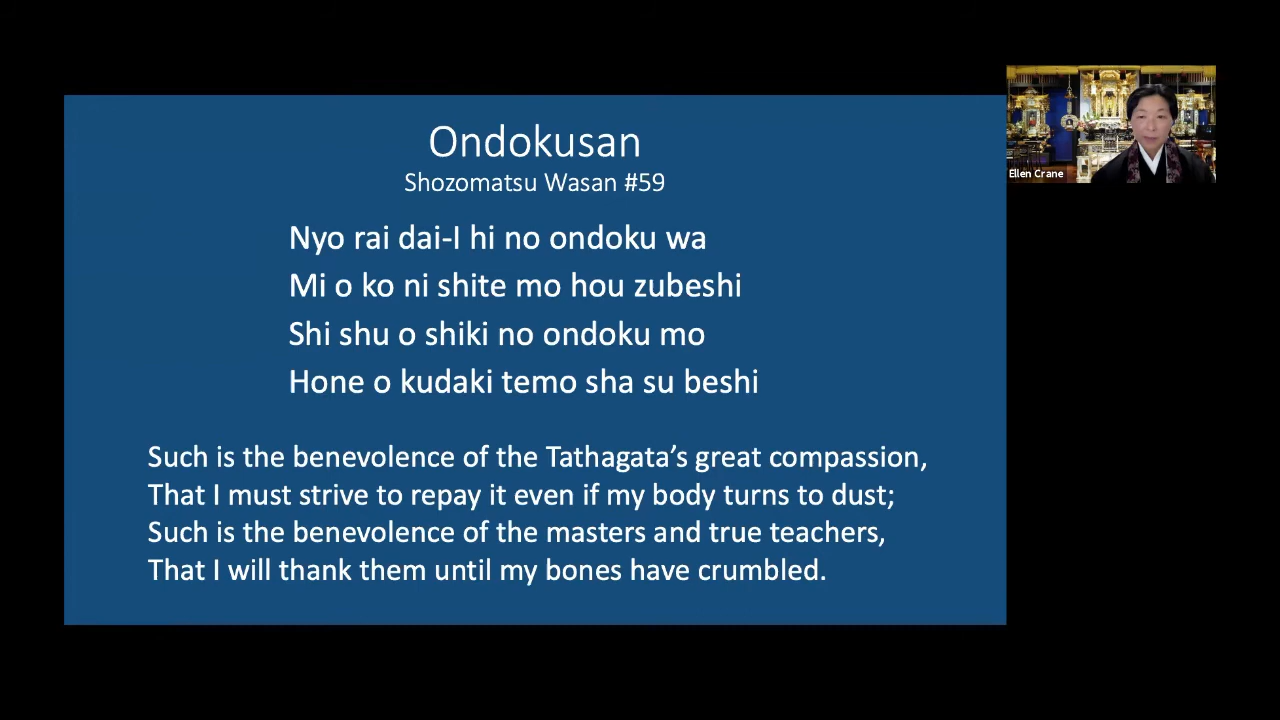 Ondokusan
Shozomatsu Wasan #59
Nyo rai dai-I hi no ondoku wa
Mi o ko ni shite mo hou zubeshi
Shi shu o shiki no ondoku mo
Hone o kudaki temo sha su beshi
Such is the benevolence of the Tathagata’s great compassion,
That I must strive to repay it even if my body turns to dust;
Such is the benevolence of the masters and true teachers,
That I will thank them until my bones have crumbled.
Ellen Crane